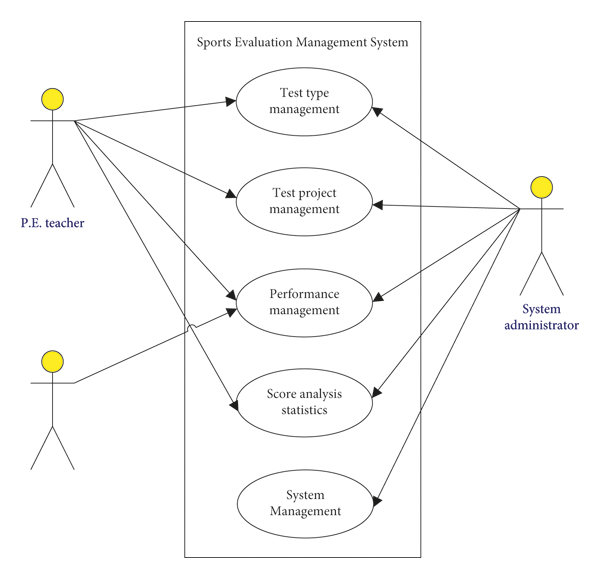 Sports Evaluation Management System
Test type
management
Test project
management
P.E. teacher
Performance
management
System
administrator
Score analysis
statistics
System
Management